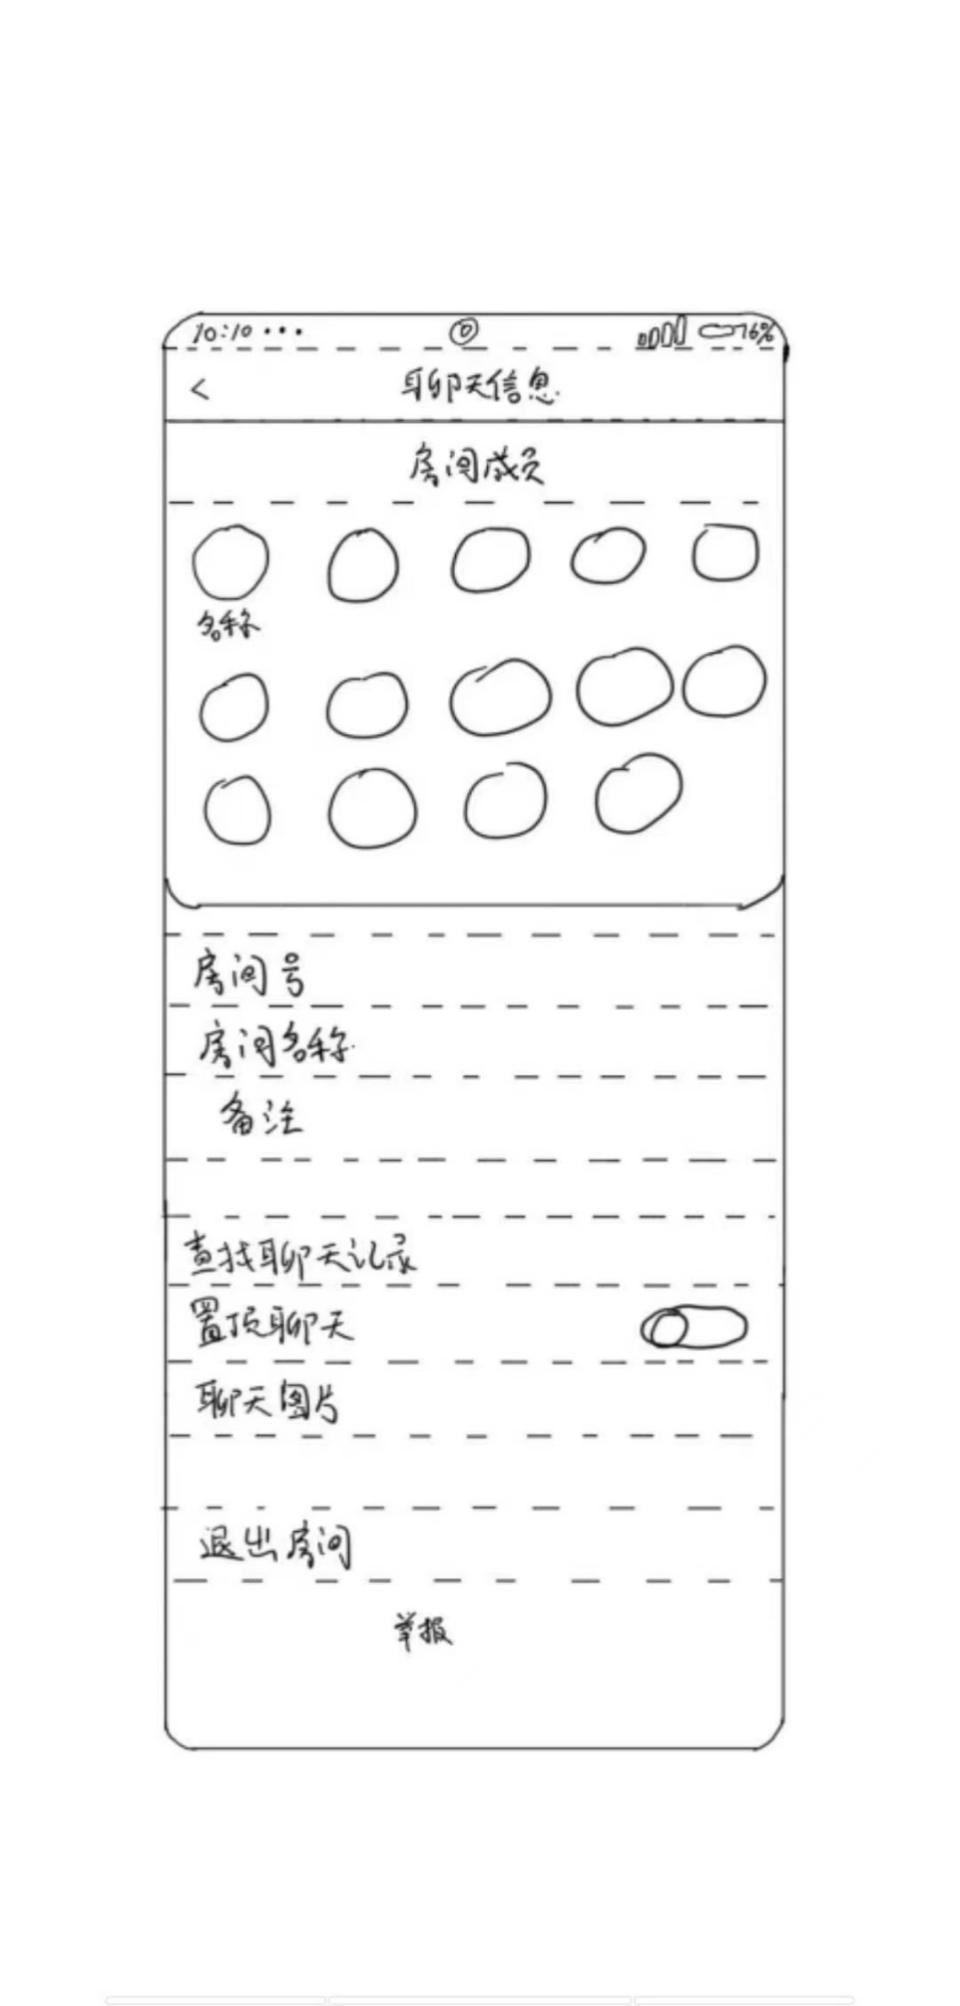 10:10 ••• 76%
< 聊天信息
房间成员
名称
房间号
房间名称
备注
查找聊天记录
置顶聊天
聊天图片
退出房间
举报